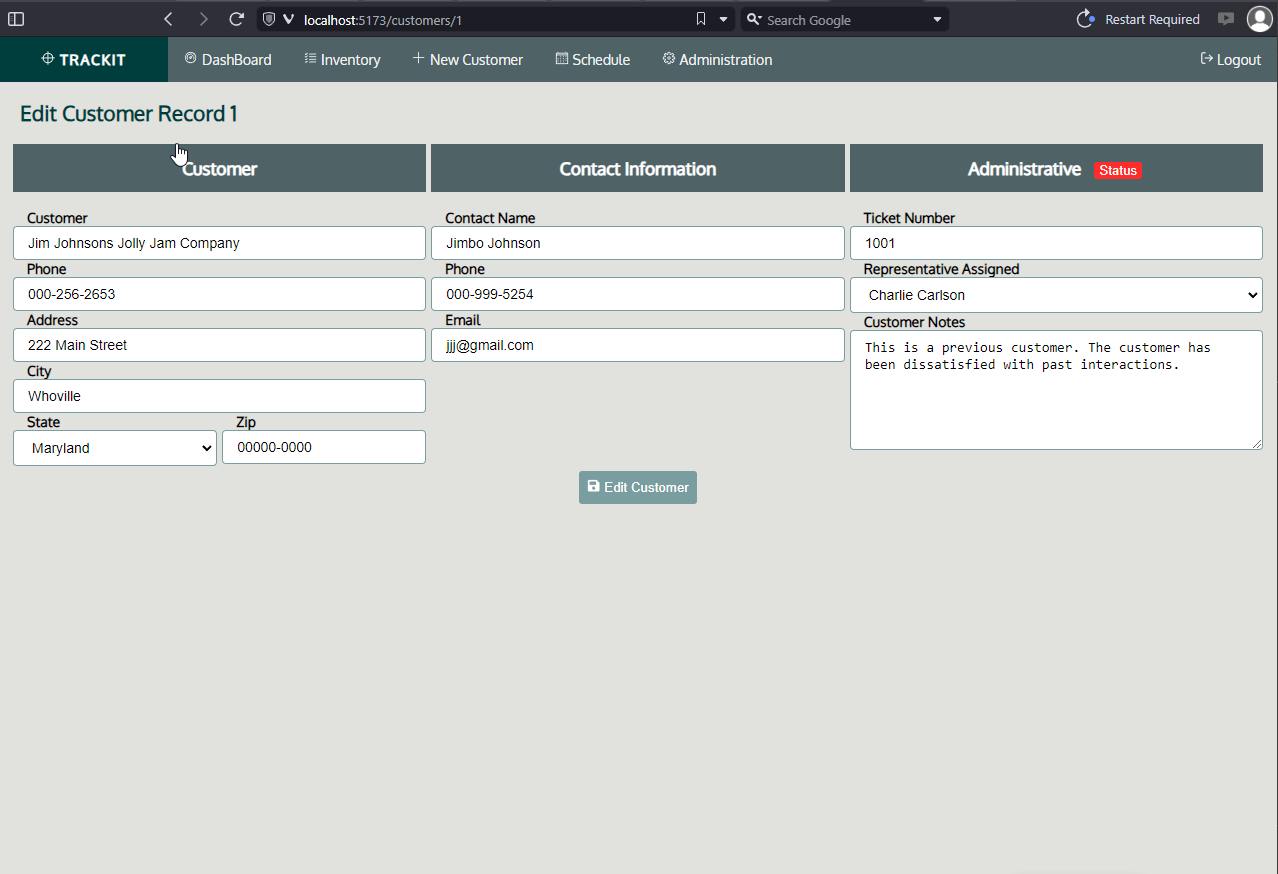 localhost:5173/customers/1
Search Google
Restart Required
TRACKIT
DashBoard
Inventory
New Customer
Schedule
Administration
Logout
Edit Customer Record 1
Customer
Contact Information
Administrative
Status
Customer
Jim Johnsons Jolly Jam Company
Phone
000-256-2653
Address
222 Main Street
City
Whoville
State
Zip
Maryland
00000-0000
Contact Name
Jimbo Johnson
Phone
000-999-5254
Email
jjj@gmail.com
Ticket Number
1001
Representative Assigned
Charlie Carlson
Customer Notes
This is a previous customer. The customer has
been dissatisfied with past interactions.
Edit Customer